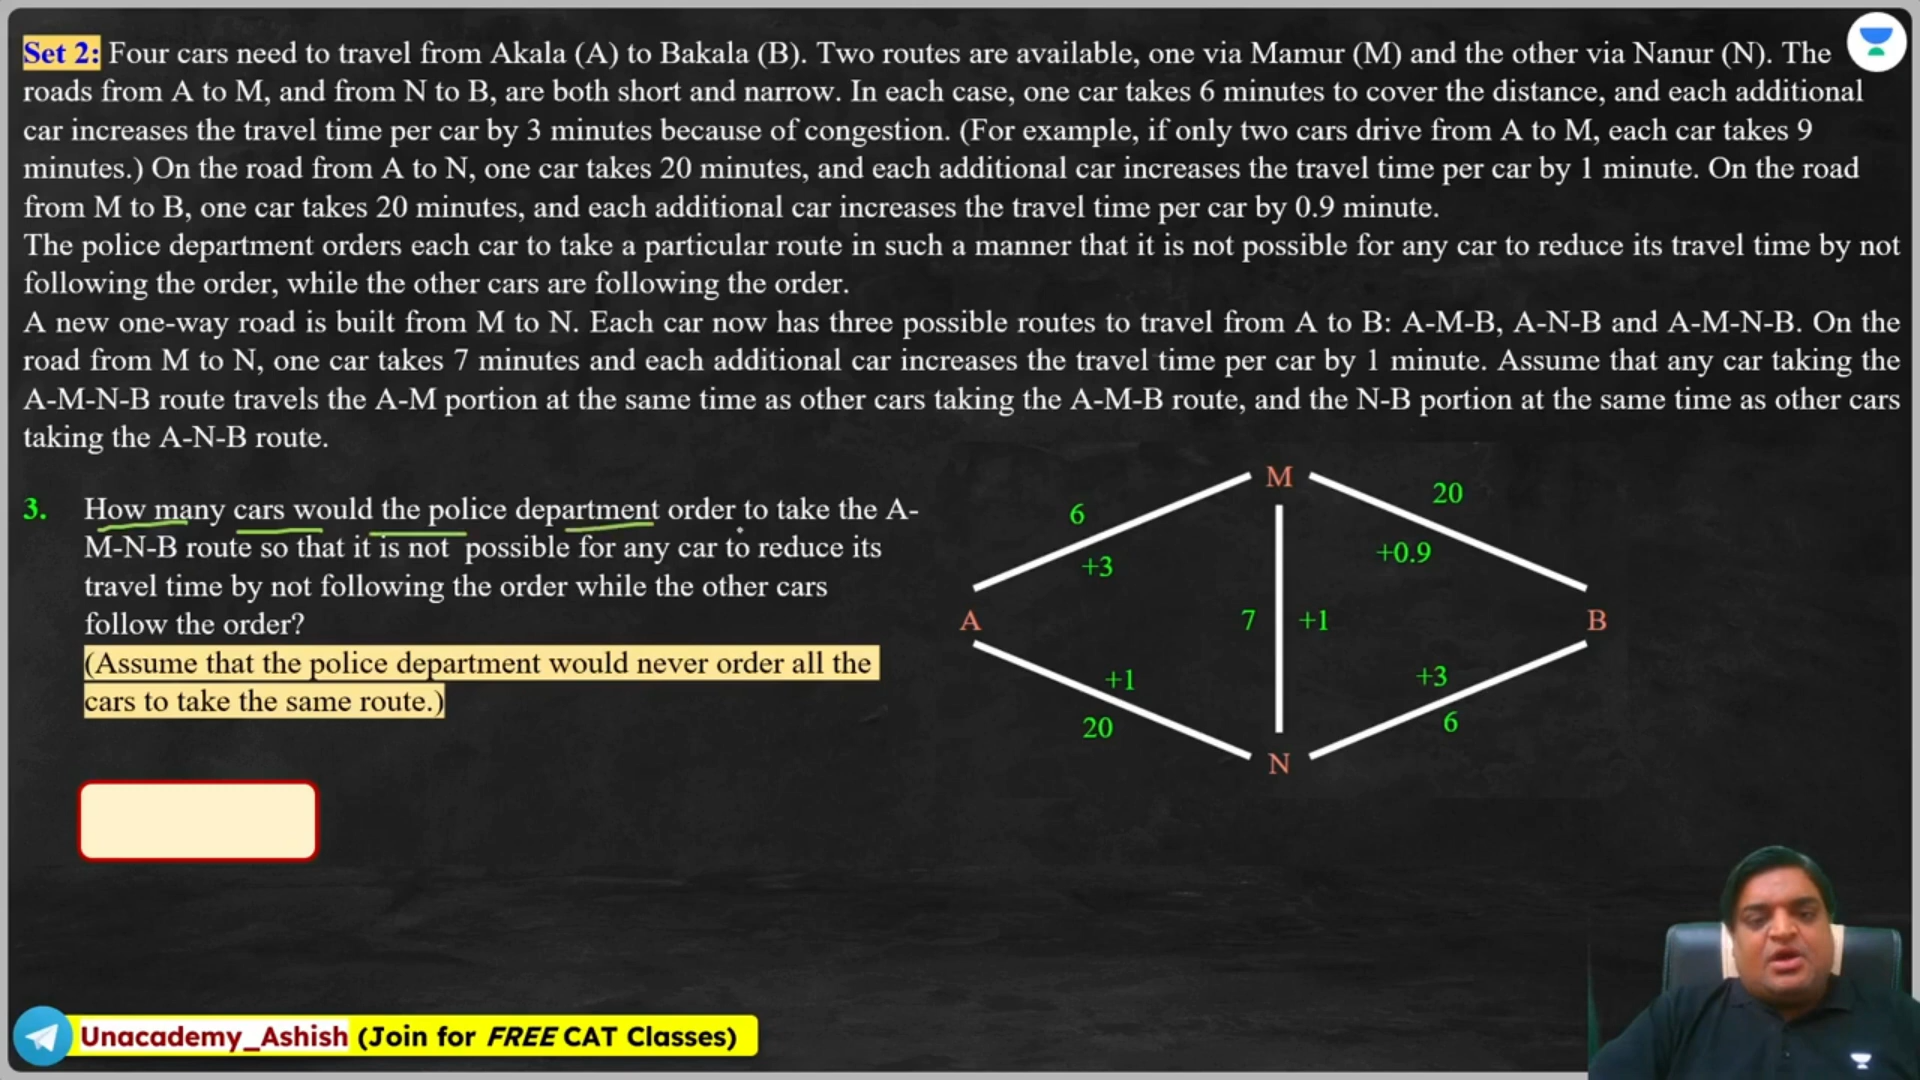 Set 2: Four cars need to travel from Akala (A) to Bakala (B). Two routes are available, one via Mamur (M) and the other via Nanur (N). The
roads from A to M, and from N to B, are both short and narrow. In each case, one car takes 6 minutes to cover the distance, and each additional
car increases the travel time per car by 3 minutes because of congestion. (For example, if only two cars drive from A to M, each car takes 9
minutes.) On the road from A to N, one car takes 20 minutes, and each additional car increases the travel time per car by 1 minute. On the road
from M to B, one car takes 20 minutes, and each additional car increases the travel time per car by 0.9 minute.
The police department orders each car to take a particular route in such a manner that it is not possible for any car to reduce its travel time by not
following the order, while the other cars are following the order.
A new one-way road is built from M to N. Each car now has three possible routes to travel from A to B: A-M-B, A-N-B and A-M-N-B. On the
road from M to N, one car takes 7 minutes and each additional car increases the travel time per car by 1 minute. Assume that any car taking the
A-M-N-B route travels the A-M portion at the same time as other cars taking the A-M-B route, and the N-B portion at the same time as other cars
taking the A-N-B route.
3. How many cars would the police department order to take the A-
M-N-B route so that it is not possible for any car to reduce its
travel time by not following the order while the other cars
follow the order?
(Assume that the police department would never order all the
cars to take the same route.)
M
20
6
+0.9
+3
A
7 +1
B
+1
+3
20
6
N
Unacademy_Ashish (Join for FREE CAT Classes)